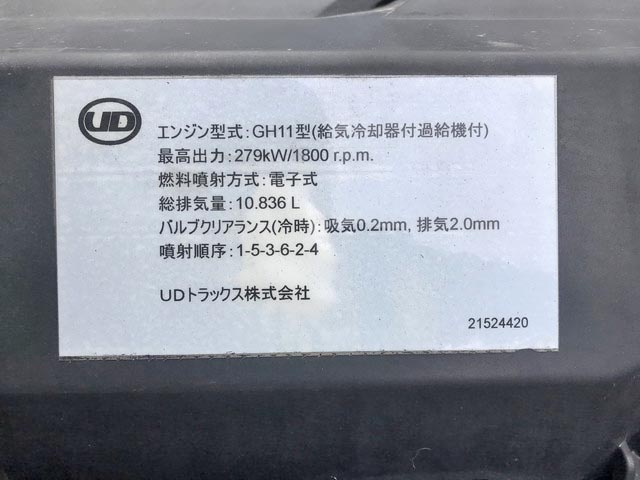 UD
エンジン型式:GH11型(給気冷却器付過給機付)
最高出力:279kW/1800 r.p.m.
燃料噴射方式:電子式
総排気量:10.836 L
バルブクリアランス(冷時):吸気0.2mm, 排気2.0mm
噴射順序:1-5-3-6-2-4
UDトラックス株式会社
21524420